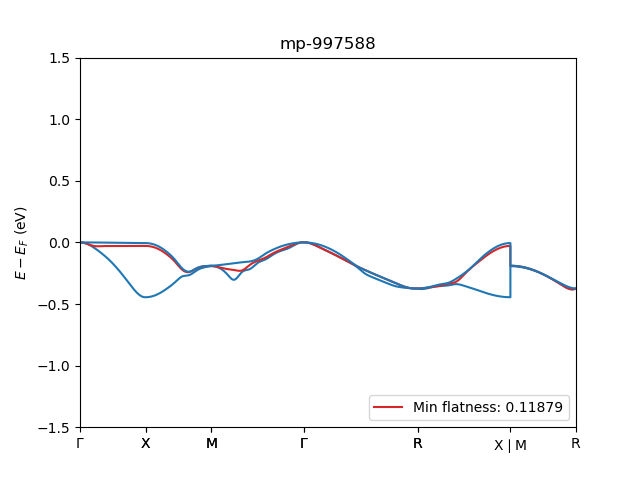 mp-997588
E − E_F (eV)
1.5
1.0
0.5
0.0
−0.5
−1.0
−1.5
Min flatness: 0.11879
Γ X M Γ R X | M R